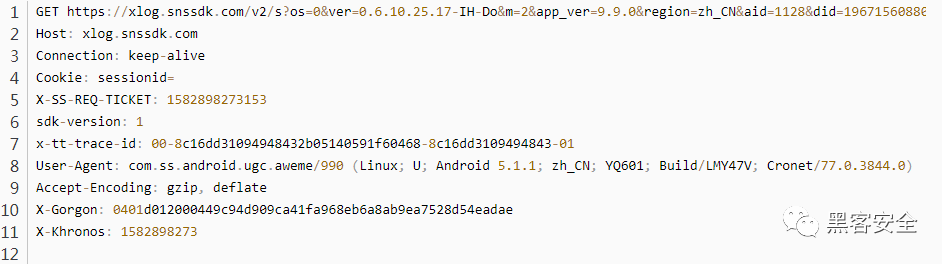 1 GET https://xlog.snssdk.com/v2/s?os=0&ver=0.6.10.25.17-IH-Do&m=2&app_ver=9.9.0&region=zh_CN&aid=1128&did=19671560880
2 Host: xlog.snssdk.com
3 Connection: keep-alive
4 Cookie: sessionid=
5 X-SS-REQ-TICKET: 1582898273153
6 sdk-version: 1
7 x-tt-trace-id: 00-8c16dd31094948432b05140591f60468-8c16dd3109494843-01
8 User-Agent: com.ss.android.ugc.aweme/990 (Linux; U; Android 5.1.1; zh_CN; YQ601; Build/LMY47V; Cronet/77.0.3844.0)
9 Accept-Encoding: gzip, deflate
10 X-Gorgon: 0401d012000449c94d909ca41fa968eb6a8ab9ea7528d54eadae
11 X-Khronos: 1582898273
12
黑客安全